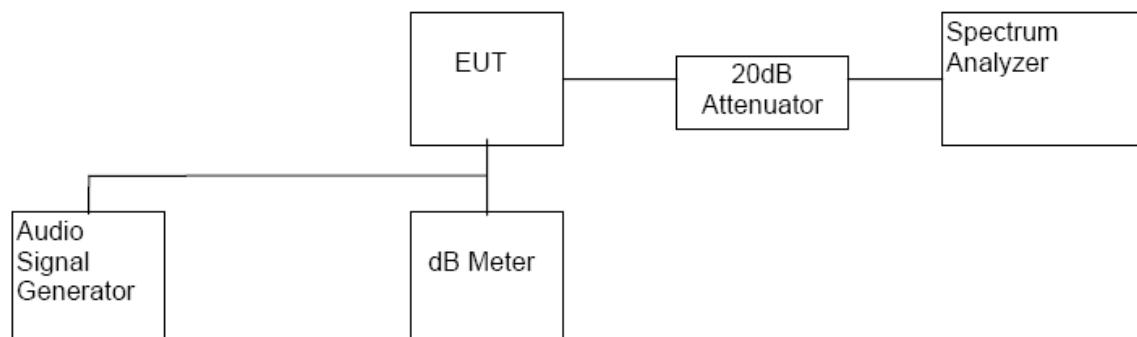 EUT
20dB
Attenuator
Spectrum
Analyzer
Audio
Signal
Generator
dB Meter